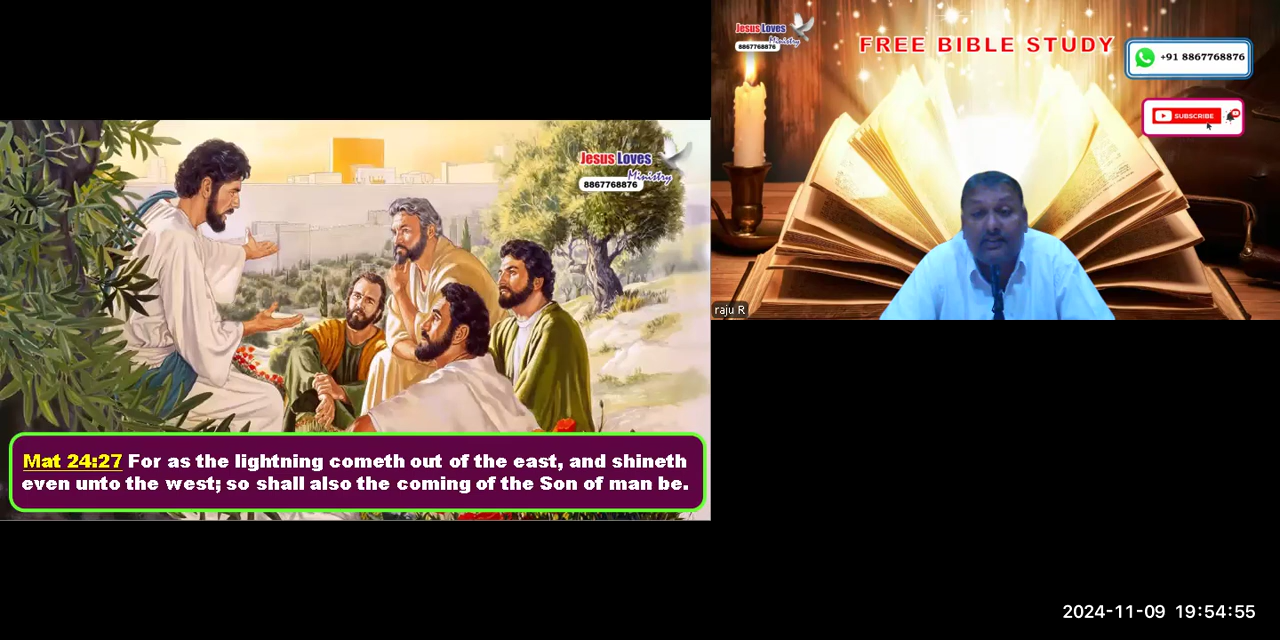 Jesus Loves
Ministry
8867768876
Mat 24:27 For as the lightning cometh out of the east, and shineth
even unto the west; so shall also the coming of the Son of man be.
Jesus Loves
Ministry
8867768876
FREE BIBLE STUDY
+91 8867768876
SUBSCRIBE
raju R
2024-11-09 19:54:55